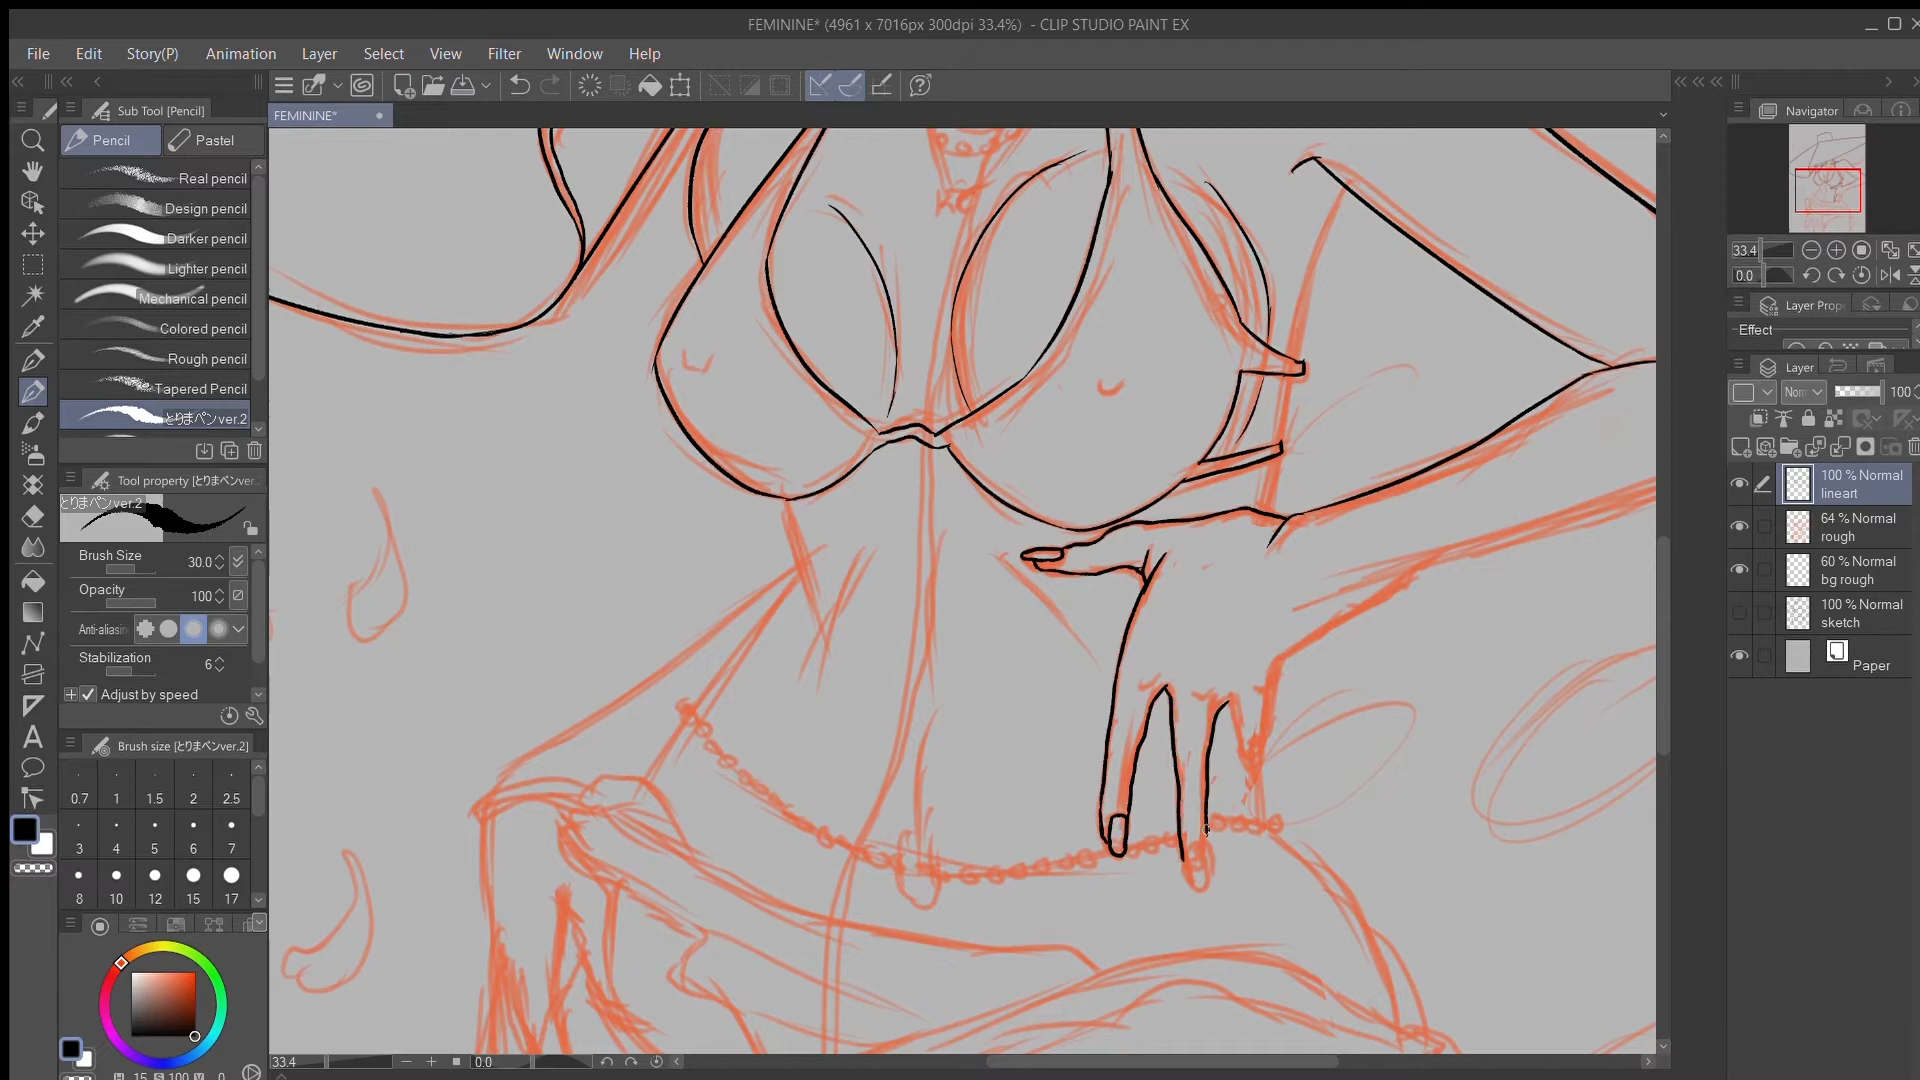 FEMININE* (4961 x 7016px 300dpi 33.4%) - CLIP STUDIO PAINT EX
File Edit Story(P) Animation Layer Select View Filter Window Help
Sub Tool [Pencil]
Pencil Pastel
Real pencil
Design pencil
Darker pencil
Lighter pencil
Mechanical pencil
Colored pencil
Rough pencil
Tapered Pencil
とりまペンver.2
Tool property [とりまペンver.
とりまペンver.2
Brush Size 30.0
Opacity 100
Anti-aliasin
Stabilization 6
Adjust by speed
Brush size [とりまペンver.2]
0.7 1 1.5 2 2.5
3 4 5 6 7
8 10 12 15 17
H 15 S 100 V 0
FEMININE*
KC
33.4 0.0
Navigator
33.4
0.0
Layer Prope
Effect
Layer
Norm 100
100 % Normal
lineart
64 % Normal
rough
60 % Normal
bg rough
100 % Normal
sketch
Paper